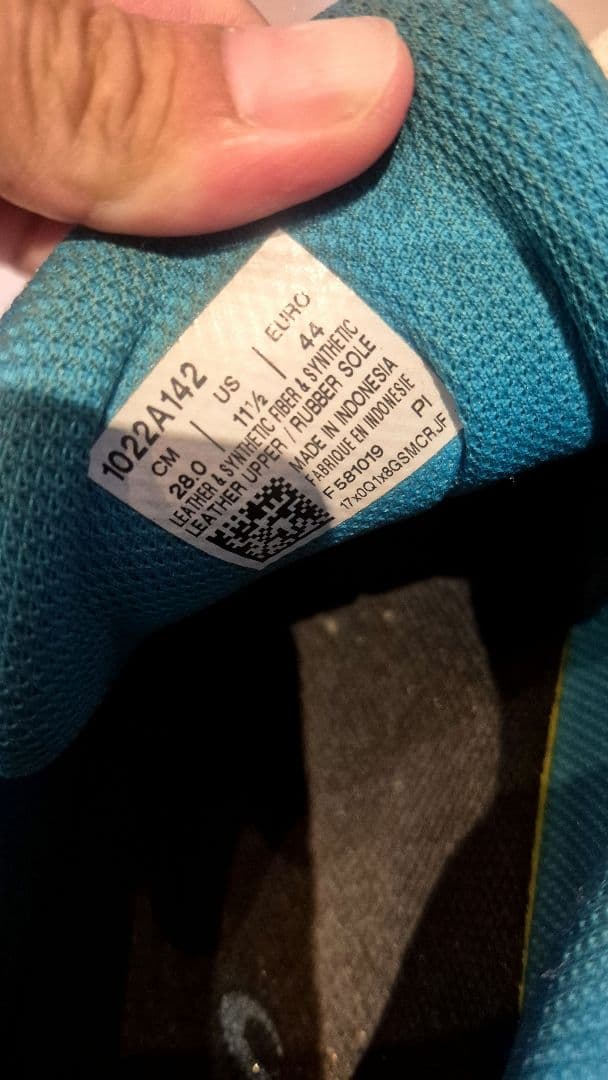 1022A142
CM | US | EURO
28.0 | 11½ | 44
LEATHER & SYNTHETIC FIBER & SYNTHETIC
LEATHER UPPER / RUBBER SOLE
MADE IN INDONESIA
FABRIQUE EN INDONESIE
F 581019 PI
17x0Q1x8GSMCRJF